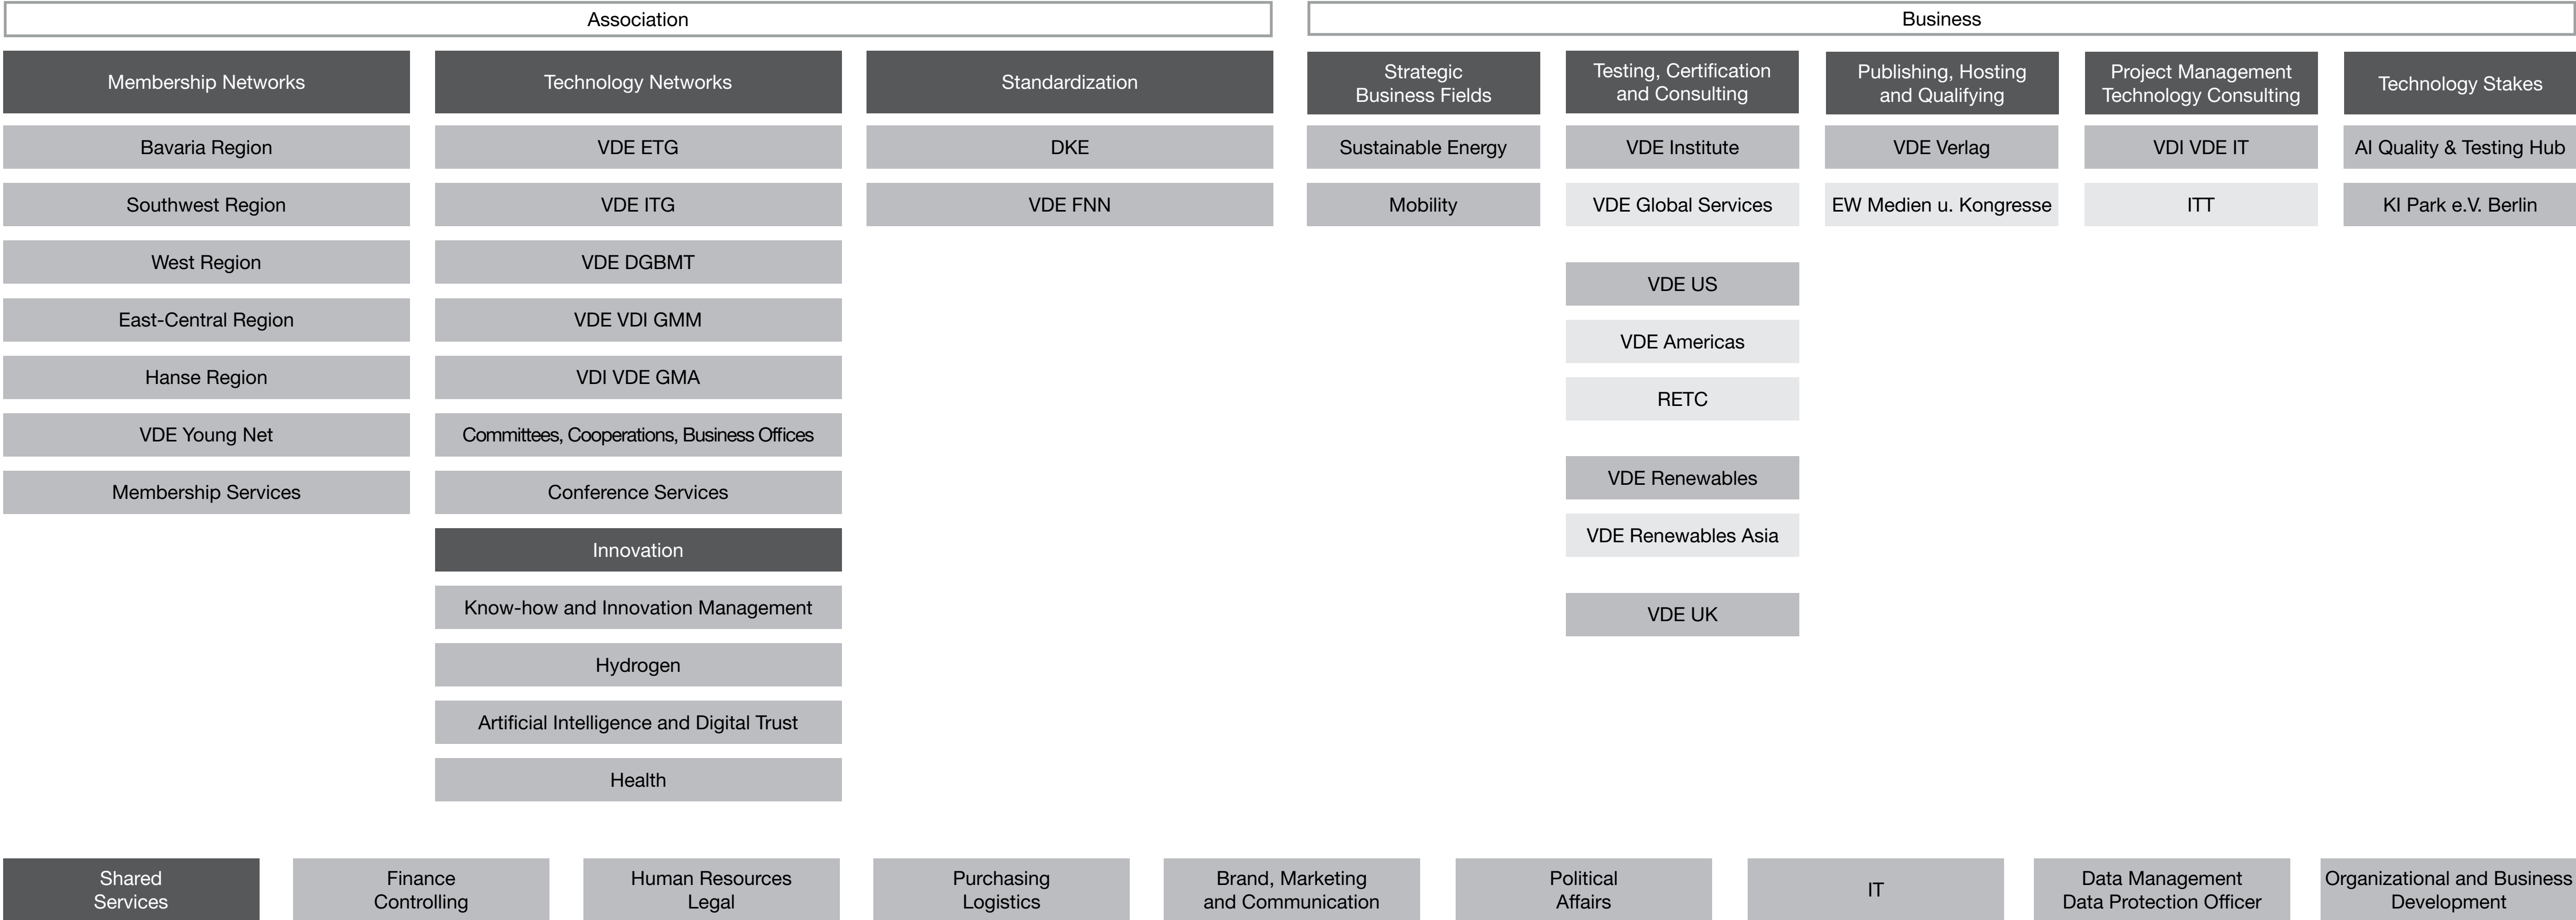 Association
Membership Networks
Bavaria Region
Southwest Region
West Region
East-Central Region
Hanse Region
VDE Young Net
Membership Services
Technology Networks
VDE ETG
VDE ITG
VDE DGBMT
VDE VDI GMM
VDI VDE GMA
Committees, Cooperations, Business Offices
Conference Services
Innovation
Know-how and Innovation Management
Hydrogen
Artificial Intelligence and Digital Trust
Health
Standardization
DKE
VDE FNN
Business
Strategic
Business Fields
Sustainable Energy
Mobility
Testing, Certification
and Consulting
VDE Institute
VDE Global Services
VDE US
VDE Americas
RETC
VDE Renewables
VDE Renewables Asia
VDE UK
Publishing, Hosting
and Qualifying
VDE Verlag
EW Medien u. Kongresse
Project Management
Technology Consulting
VDI VDE IT
ITT
Technology Stakes
AI Quality & Testing Hub
KI Park e.V. Berlin
Shared
Services
Finance
Controlling
Human Resources
Legal
Purchasing
Logistics
Brand, Marketing
and Communication
Political
Affairs
IT
Data Management
Data Protection Officer
Organizational and Business
Development